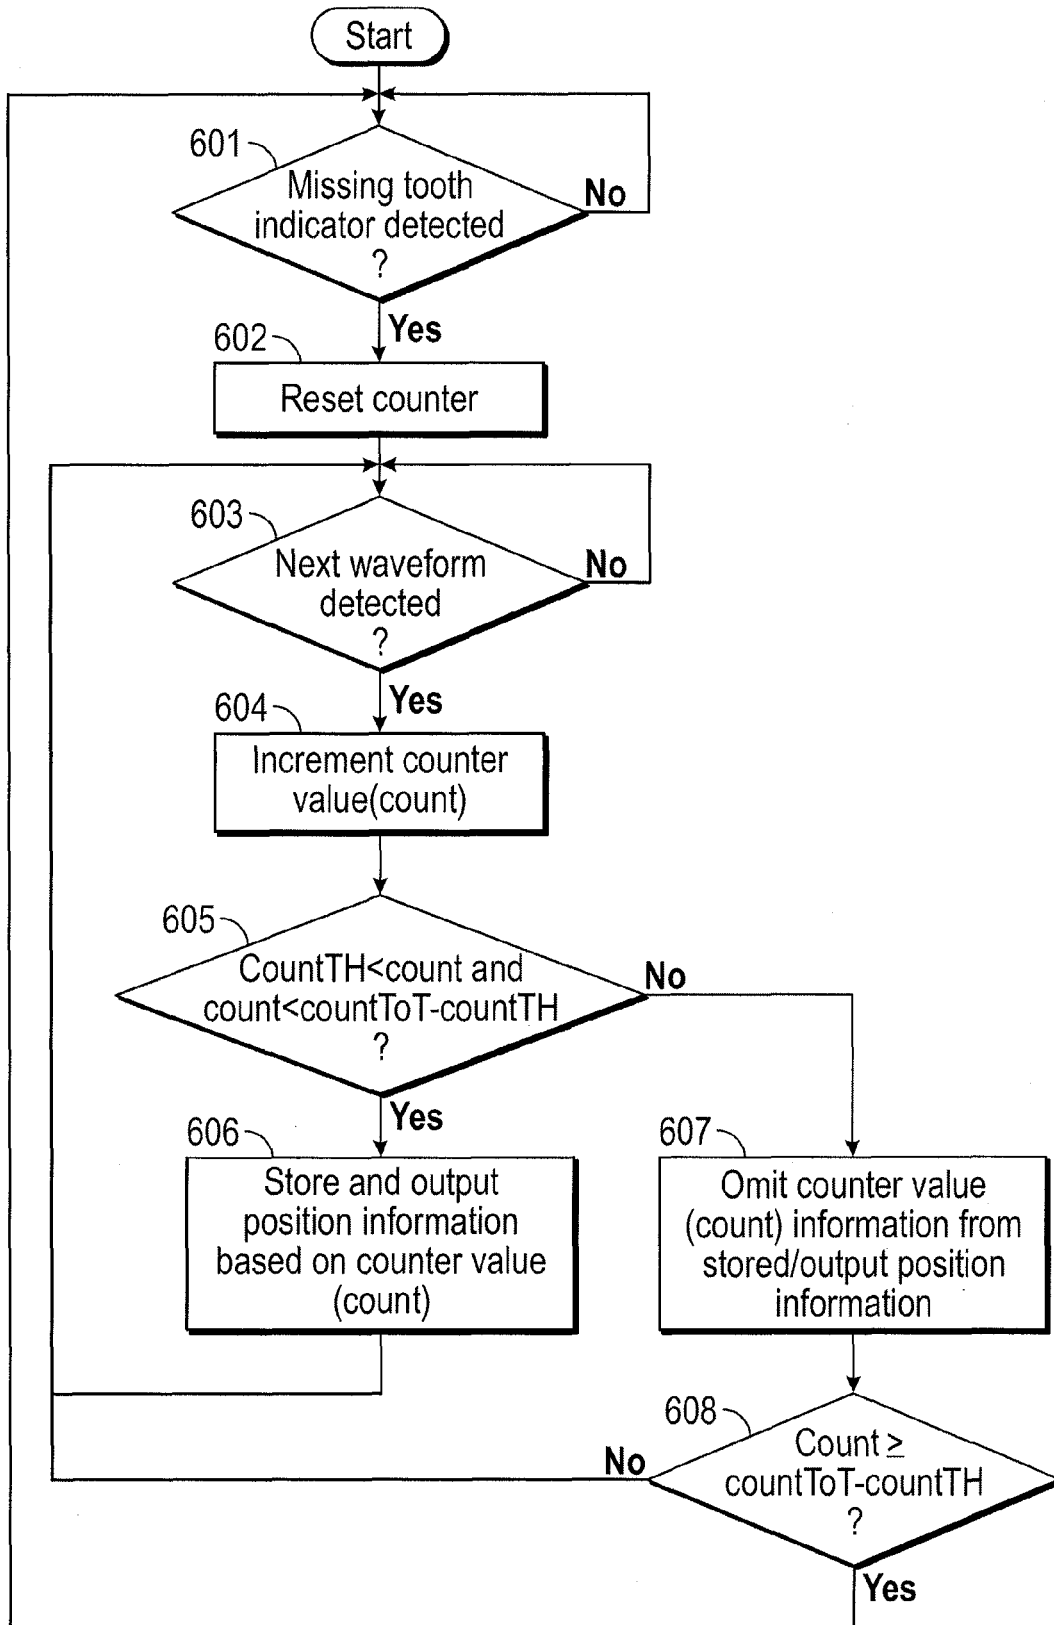 Start
601
Missing tooth
indicator detected
?
No
Yes
602
Reset counter
603
Next waveform
detected
?
No
Yes
604
Increment counter
value(count)
605
CountTH<count and
count<countToT-countTH
?
No
Yes
606
Store and output
position information
based on counter value
(count)
607
Omit counter value
(count) information from
stored/output position
information
608
Count ≥
countToT-countTH
?
No
Yes